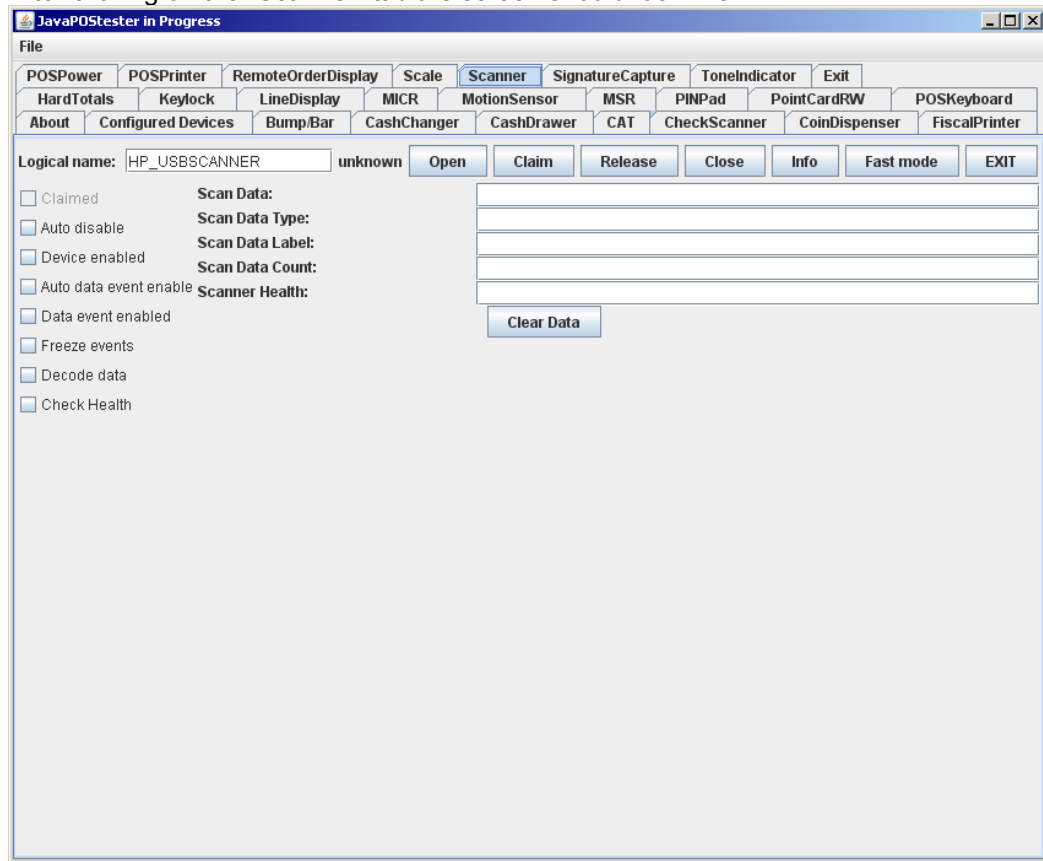 JavaPOStester in Progress
File
POSPower POSPrinter RemoteOrderDisplay Scale Scanner SignatureCapture ToneIndicator Exit
HardTotals Keylock LineDisplay MICR MotionSensor MSR PINPad PointCardRW POSKeyboard
About Configured Devices Bump/Bar CashChanger CashDrawer CAT CheckScanner CoinDispenser FiscalPrinter
Logical name: HP_USBSCANNER unknown Open Claim Release Close Info Fast mode EXIT
Claimed
Auto disable
Device enabled
Auto data event enable
Data event enabled
Freeze events
Decode data
Check Health
Scan Data:
Scan Data Type:
Scan Data Label:
Scan Data Count:
Scanner Health:
Clear Data